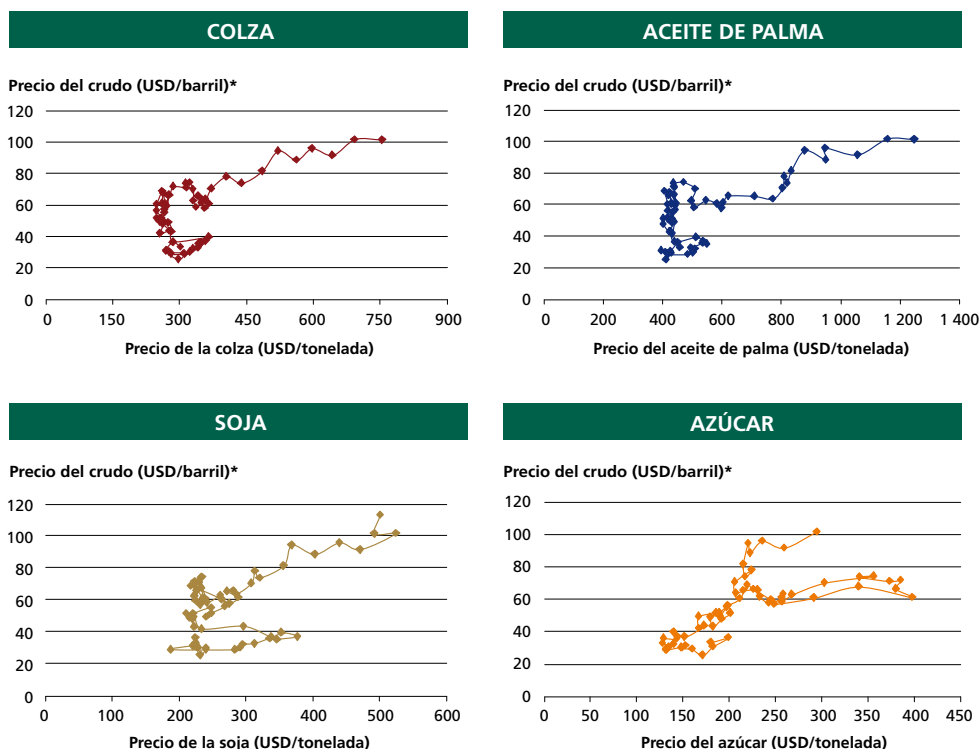 COLZA
Precio del crudo (USD/barril)*
120
100
80
60
40
20
0
0 150 300 450 600 750 900
Precio de la colza (USD/tonelada)
ACEITE DE PALMA
Precio del crudo (USD/barril)*
120
100
80
60
40
20
0
0 200 400 600 800 1 000 1 200 1 400
Precio del aceite de palma (USD/tonelada)
SOJA
Precio del crudo (USD/barril)*
120
100
80
60
40
20
0
0 100 200 300 400 500 600
Precio de la soja (USD/tonelada)
AZÚCAR
Precio del crudo (USD/barril)*
120
100
80
60
40
20
0
0 50 100 150 200 250 300 350 400 450
Precio del azúcar (USD/tonelada)